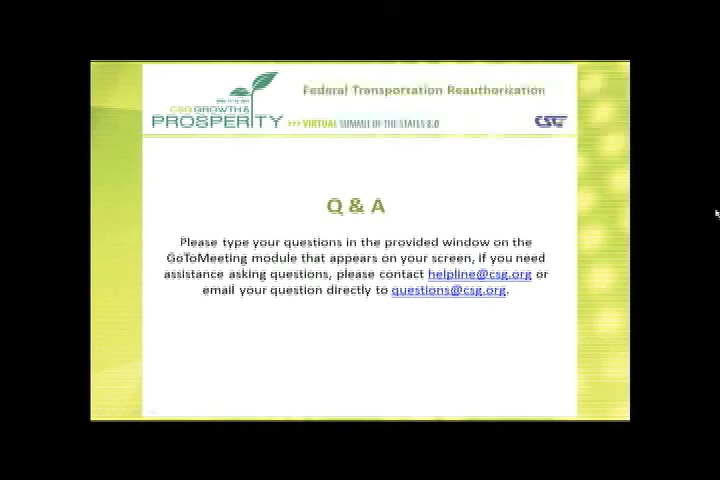 Federal Transportation Reauthorization
CSG GROWTH &
PROSPERITY
>>> VIRTUAL SUMMIT OF THE STATES 8.0
CSG
Q & A
Please type your questions in the provided window on the
GoToMeeting module that appears on your screen, if you need
assistance asking questions, please contact helpline@csg.org or
email your question directly to questions@csg.org.